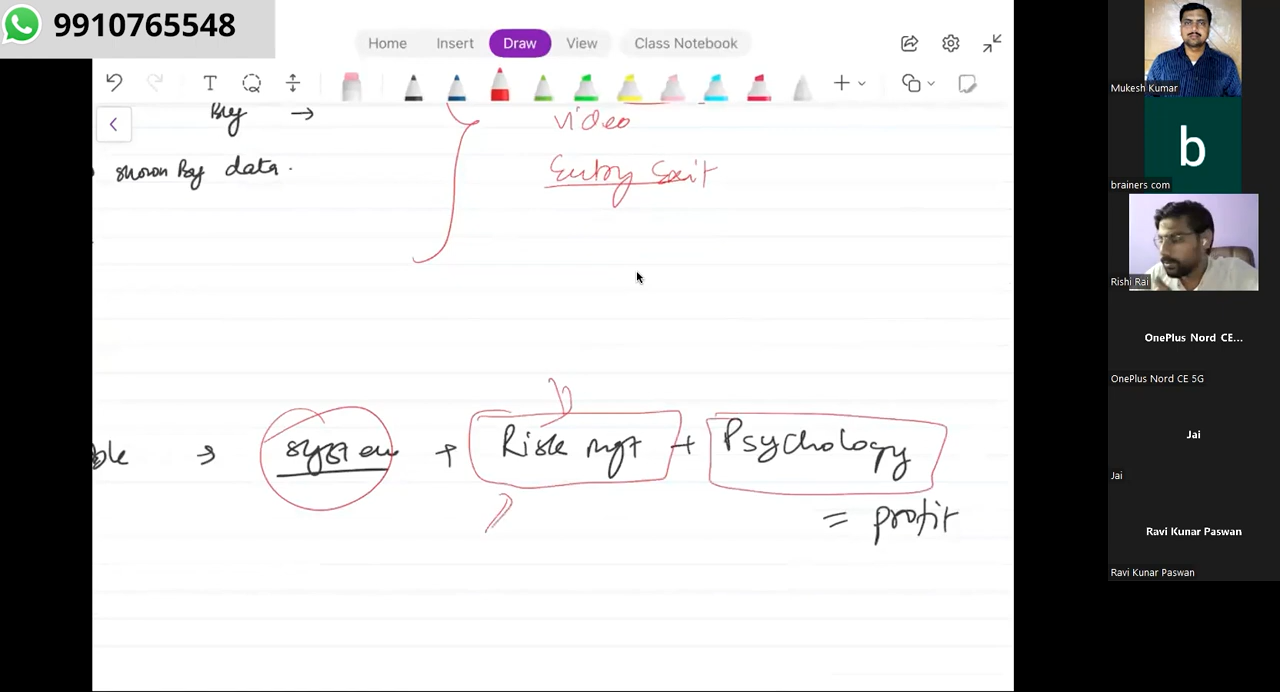 9910765548
Home Insert Draw View Class Notebook
By →
video
shown By data.
Entry Exit
ble → system + Risk mgt + Psychology
= profit
Mukesh Kumar
b
brainers com
Rishi Rai
OnePlus Nord CE...
OnePlus Nord CE 5G
Jai
Jai
Ravi Kunar Paswan
Ravi Kunar Paswan